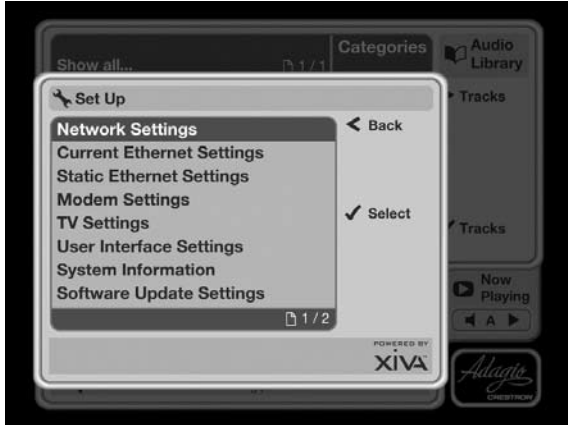 Categories
Audio
Library
Show all...
1/1
Set Up
Tracks
Network Settings
Back
Current Ethernet Settings
Static Ethernet Settings
Modem Settings
TV Settings
Select
User Interface Settings
Tracks
System Information
Software Update Settings
Now
Playing
1/2
A
POWERED BY
XiVA
Adagio
CRESTRON